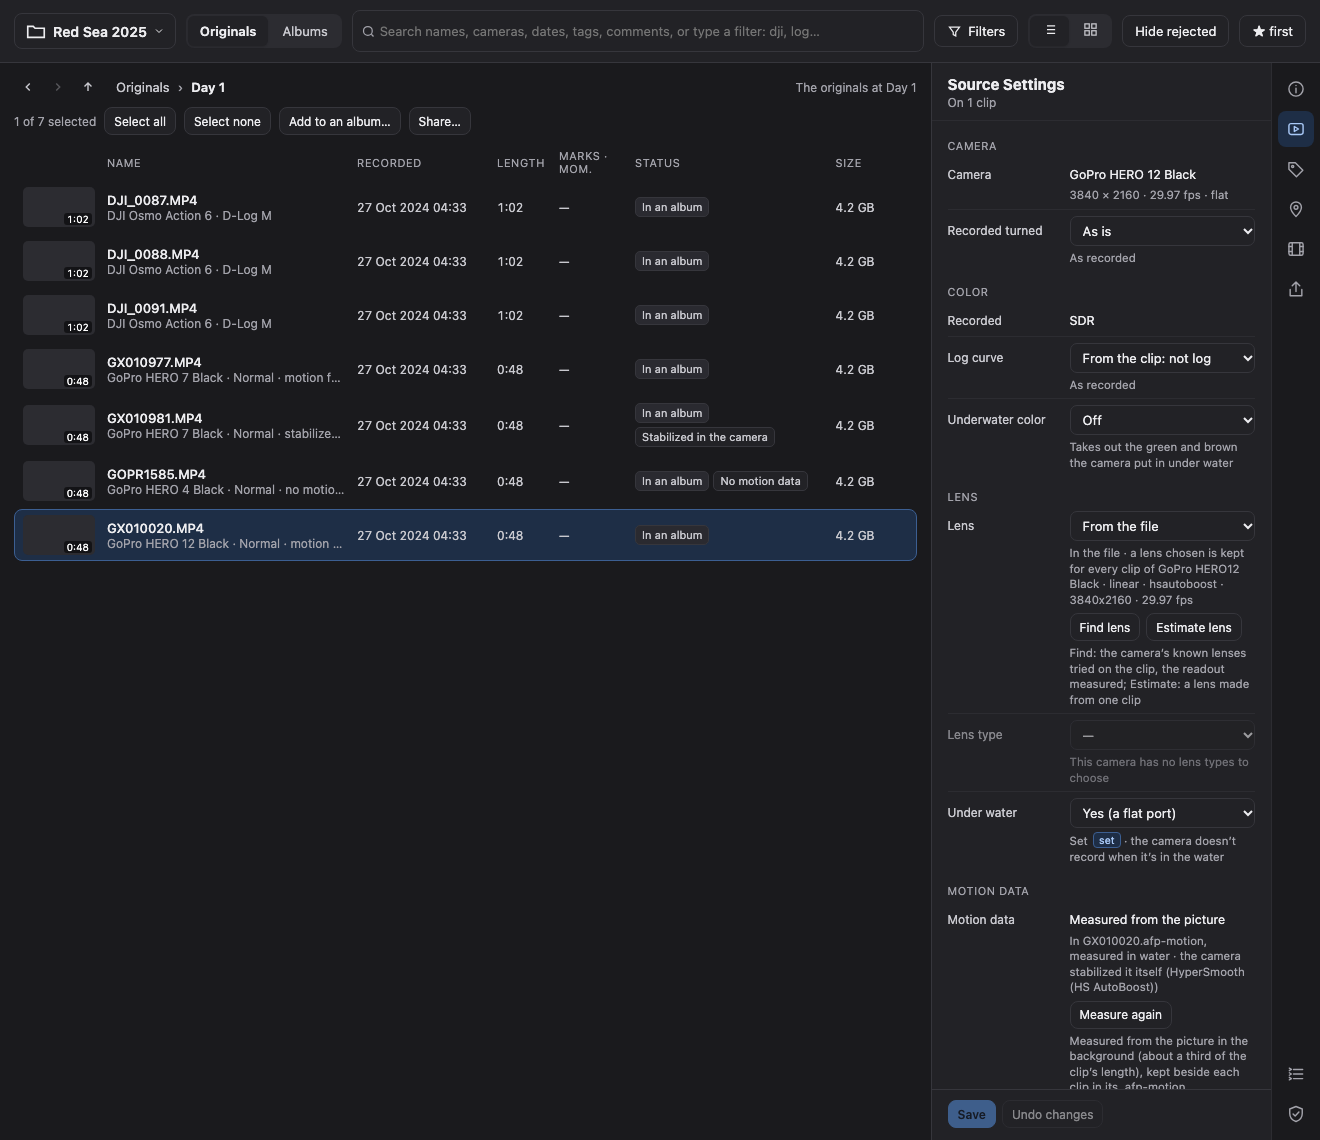 Red Sea 2025
Originals
Albums
Search names, cameras, dates, tags, comments, or type a filter: dji, log…
Filters
Hide rejected
★ first
Originals › Day 1
The originals at Day 1
1 of 7 selected
Select all
Select none
Add to an album…
Share…
NAME
RECORDED
LENGTH
MARKS ·
MOM.
STATUS
SIZE
1:02
DJI_0087.MP4
DJI Osmo Action 6 · D-Log M
27 Oct 2024 04:33
1:02
—
In an album
4.2 GB
1:02
DJI_0088.MP4
DJI Osmo Action 6 · D-Log M
27 Oct 2024 04:33
1:02
—
In an album
4.2 GB
1:02
DJI_0091.MP4
DJI Osmo Action 6 · D-Log M
27 Oct 2024 04:33
1:02
—
In an album
4.2 GB
0:48
GX010977.MP4
GoPro HERO 7 Black · Normal · motion f…
27 Oct 2024 04:33
0:48
—
In an album
4.2 GB
0:48
GX010981.MP4
GoPro HERO 7 Black · Normal · stabilize…
27 Oct 2024 04:33
0:48
—
In an album
Stabilized in the camera
4.2 GB
0:48
GOPR1585.MP4
GoPro HERO 4 Black · Normal · no motio…
27 Oct 2024 04:33
0:48
—
In an album
No motion data
4.2 GB
0:48
GX010020.MP4
GoPro HERO 12 Black · Normal · motion …
27 Oct 2024 04:33
0:48
—
In an album
4.2 GB
Source Settings
On 1 clip
CAMERA
Camera
GoPro HERO 12 Black
3840 × 2160 · 29.97 fps · flat
Recorded turned
As is
As recorded
COLOR
Recorded
SDR
Log curve
From the clip: not log
As recorded
Underwater color
Off
Takes out the green and brown
the camera put in under water
LENS
Lens
From the file
In the file · a lens chosen is kept
for every clip of GoPro HERO12
Black · linear · hsautoboost ·
3840x2160 · 29.97 fps
Find lens
Estimate lens
Find: the camera's known lenses
tried on the clip, the readout
measured; Estimate: a lens made
from one clip
Lens type
—
This camera has no lens types to
choose
Under water
Yes (a flat port)
Set set · the camera doesn't
record when it's in the water
MOTION DATA
Motion data
Measured from the picture
In GX010020.afp-motion,
measured in water · the camera
stabilized it itself (HyperSmooth
(HS AutoBoost))
Measure again
Measured from the picture in the
background (about a third of the
clip's length), kept beside each
clip in its .afp-motion
Save
Undo changes